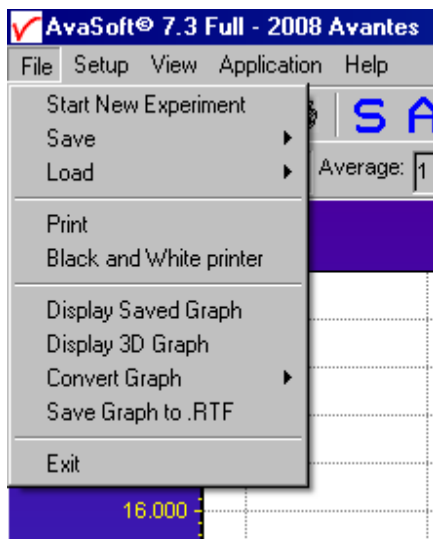 AvaSoft® 7.3 Full - 2008 Avantes
File Setup View Application Help
Start New Experiment
Save
Load
Print
Black and White printer
Display Saved Graph
Display 3D Graph
Convert Graph
Save Graph to .RTF
Exit
S A
Average: 1
16.000